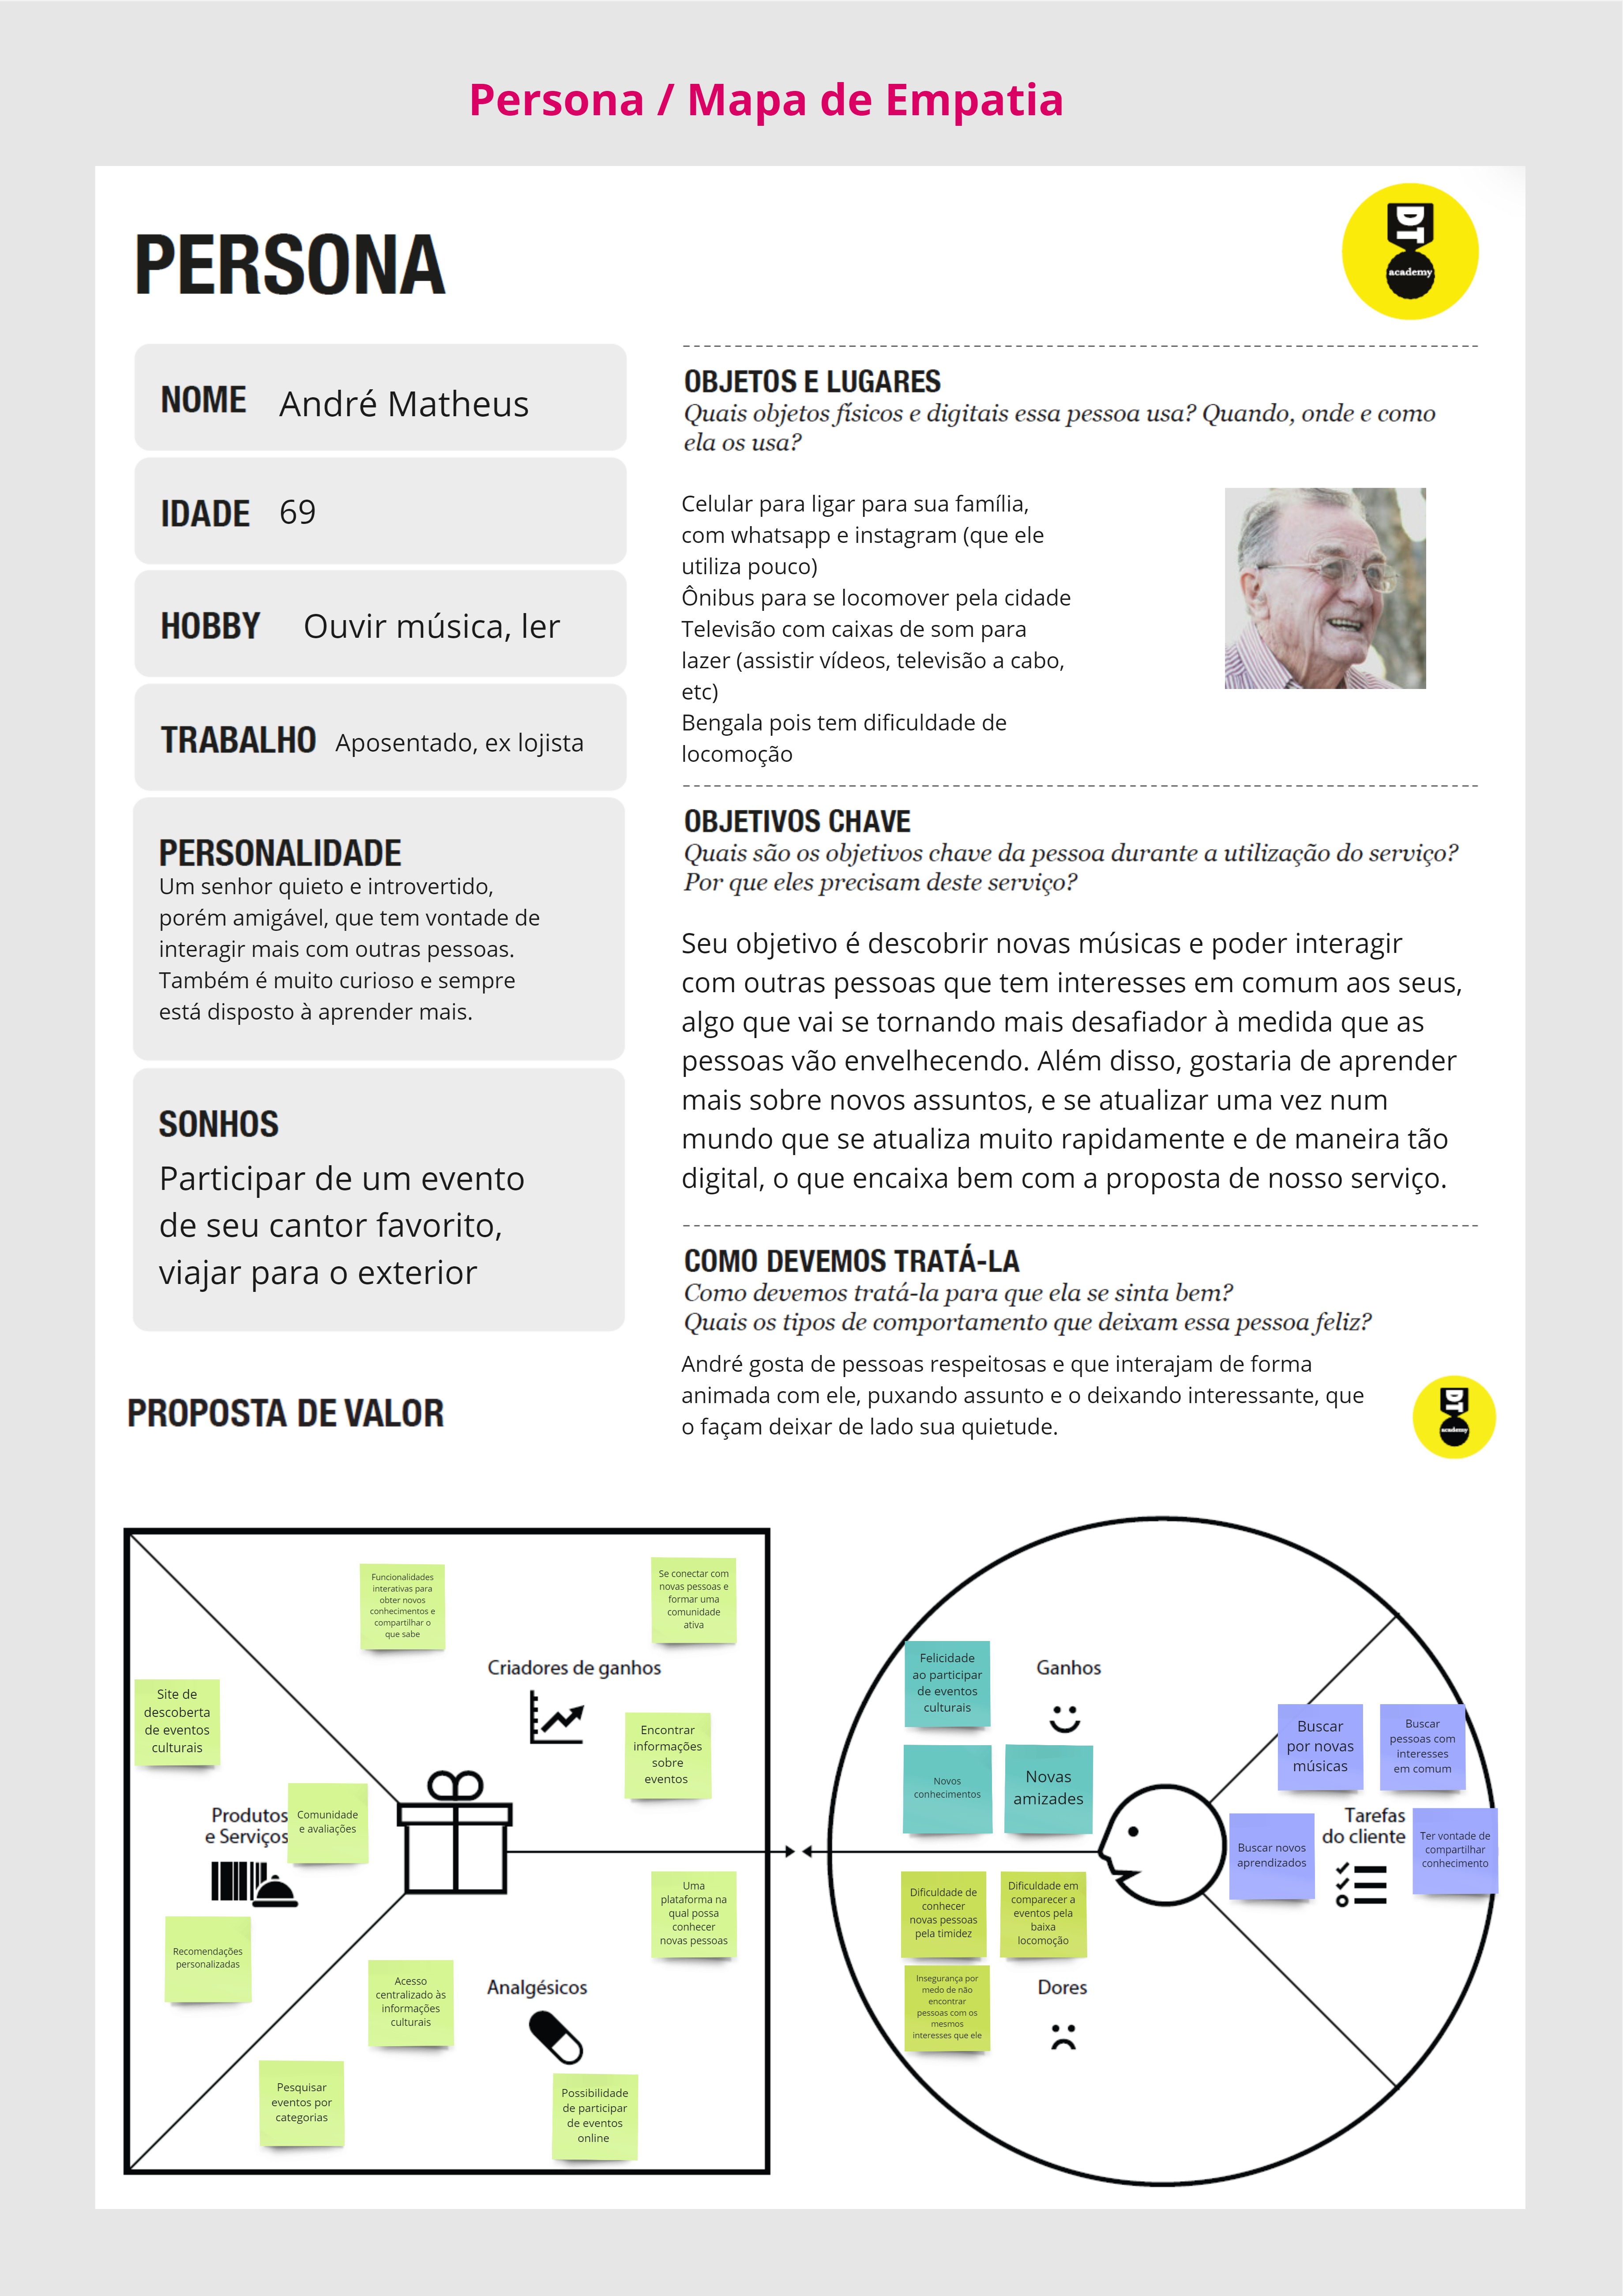 Persona / Mapa de Empatia
PERSONA
DT
academy
NOME André Matheus
IDADE 69
HOBBY Ouvir música, ler
TRABALHO Aposentado, ex lojista
PERSONALIDADE
Um senhor quieto e introvertido,
porém amigável, que tem vontade de
interagir mais com outras pessoas.
Também é muito curioso e sempre
está disposto à aprender mais.
SONHOS
Participar de um evento
de seu cantor favorito,
viajar para o exterior
OBJETOS E LUGARES
Quais objetos físicos e digitais essa pessoa usa? Quando, onde e como
ela os usa?
Celular para ligar para sua família,
com whatsapp e instagram (que ele
utiliza pouco)
Ônibus para se locomover pela cidade
Televisão com caixas de som para
lazer (assistir vídeos, televisão a cabo,
etc)
Bengala pois tem dificuldade de
locomoção
OBJETIVOS CHAVE
Quais são os objetivos chave da pessoa durante a utilização do serviço?
Por que eles precisam deste serviço?
Seu objetivo é descobrir novas músicas e poder interagir
com outras pessoas que tem interesses em comum aos seus,
algo que vai se tornando mais desafiador à medida que as
pessoas vão envelhecendo. Além disso, gostaria de aprender
mais sobre novos assuntos, e se atualizar uma vez num
mundo que se atualiza muito rapidamente e de maneira tão
digital, o que encaixa bem com a proposta de nosso serviço.
COMO DEVEMOS TRATÁ-LA
Como devemos tratá-la para que ela se sinta bem?
Quais os tipos de comportamento que deixam essa pessoa feliz?
André gosta de pessoas respeitosas e que interajam de forma
animada com ele, puxando assunto e o deixando interessante, que
o façam deixar de lado sua quietude.
DT
academy
PROPOSTA DE VALOR
Funcionalidades
interativas para
obter novos
conhecimentos e
compartilhar o
que sabe
Se conectar com
novas pessoas e
formar uma
comunidade
ativa
Criadores de ganhos
Encontrar
informações
sobre
eventos
Site de
descoberta
de eventos
culturais
Produtos
e Serviços
Comunidade
e avaliações
Recomendações
personalizadas
Uma
plataforma na
qual possa
conhecer
novas pessoas
Acesso
centralizado às
informações
culturais
Analgésicos
Pesquisar
eventos por
categorias
Possibilidade
de participar
de eventos
online
Felicidade
ao participar
de eventos
culturais
Ganhos
Novos
conhecimentos
Novas
amizades
Dificuldade de
conhecer
novas pessoas
pela timidez
Dificuldade em
comparecer a
eventos pela
baixa
locomoção
Insegurança por
medo de não
encontrar
pessoas com os
mesmos
interesses que ele
Dores
Buscar
por novas
músicas
Buscar
pessoas com
interesses
em comum
Buscar novos
aprendizados
Tarefas
do cliente
Ter vontade de
compartilhar
conhecimento